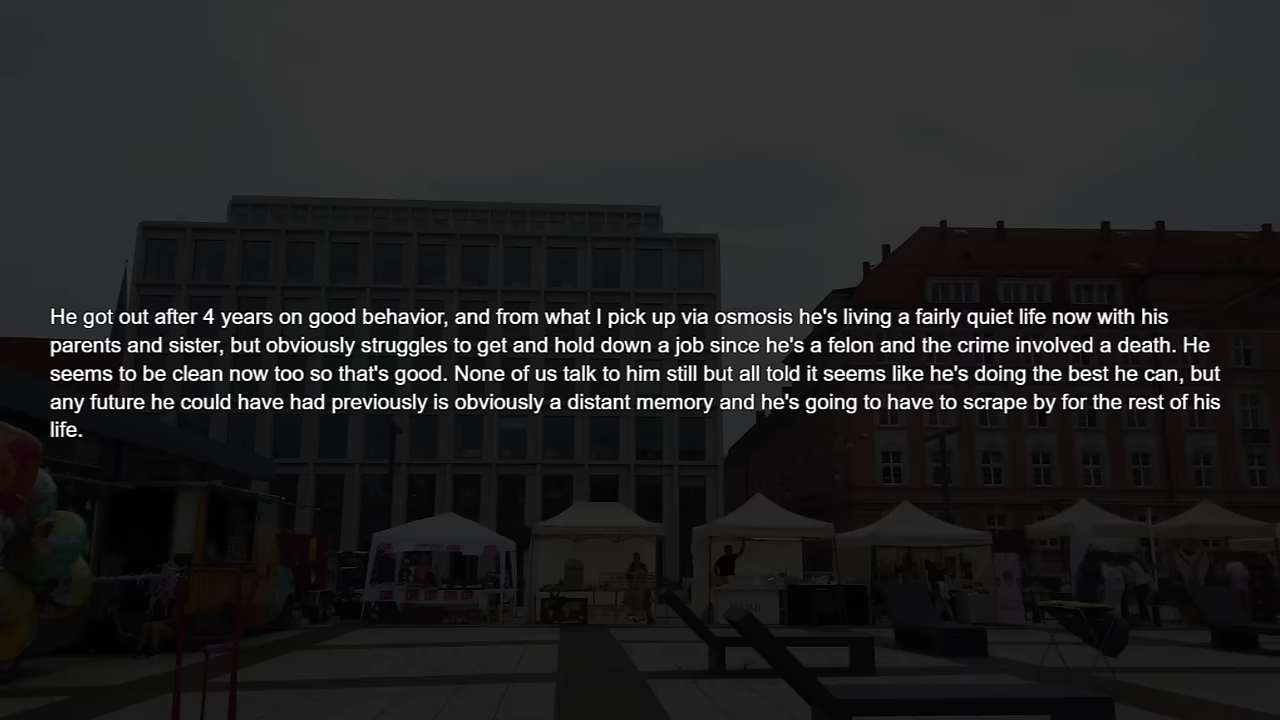 He got out after 4 years on good behavior, and from what I pick up via osmosis he's living a fairly quiet life now with his
parents and sister, but obviously struggles to get and hold down a job since he's a felon and the crime involved a death. He
seems to be clean now too so that's good. None of us talk to him still but all told it seems like he's doing the best he can, but
any future he could have had previously is obviously a distant memory and he's going to have to scrape by for the rest of his
life.